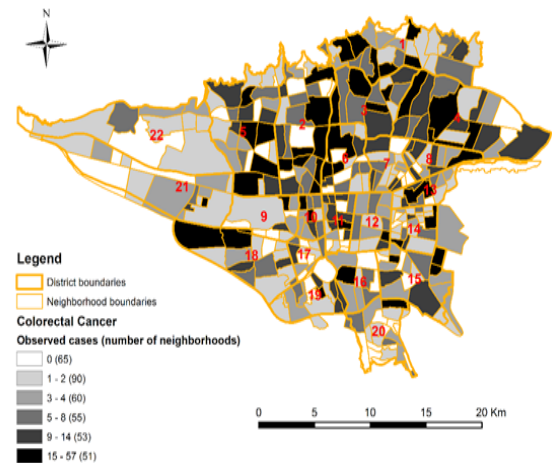 N
1
2
3
4
5
6
7
8
22
21
13
9
10
11
12
14
18
17
15
16
19
20
Legend
District boundaries
Neighborhood boundaries
Colorectal Cancer
Observed cases (number of neighborhoods)
0 (65)
1 - 2 (90)
3 - 4 (60)
5 - 8 (55)
9 - 14 (53)
15 - 57 (51)
0 5 10 15 20 Km